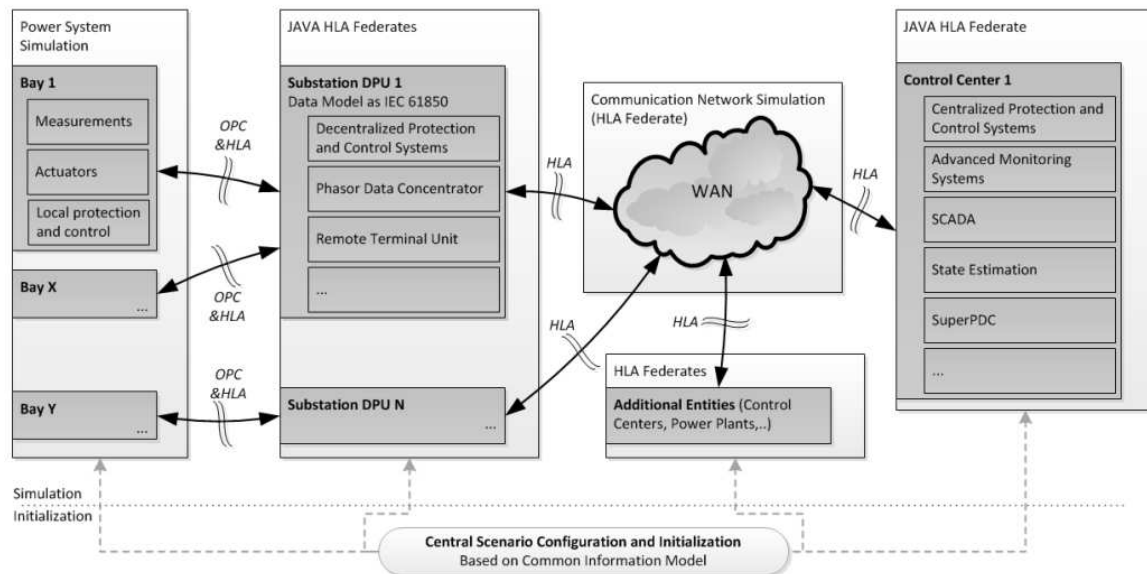 Power System
Simulation
Bay 1
Measurements
Actuators
Local protection
and control
Bay X
...
Bay Y
...
OPC
&HLA
OPC
&HLA
OPC
&HLA
JAVA HLA Federates
Substation DPU 1
Data Model as IEC 61850
Decentralized Protection
and Control Systems
Phasor Data Concentrator
Remote Terminal Unit
...
Substation DPU N
...
HLA
HLA
HLA
HLA
Communication Network Simulation
(HLA Federate)
WAN
HLA Federates
Additional Entities (Control
Centers, Power Plants,..)
JAVA HLA Federate
Control Center 1
Centralized Protection and
Control Systems
Advanced Monitoring
Systems
SCADA
State Estimation
SuperPDC
...
Simulation
Initialization
Central Scenario Configuration and Initialization
Based on Common Information Model